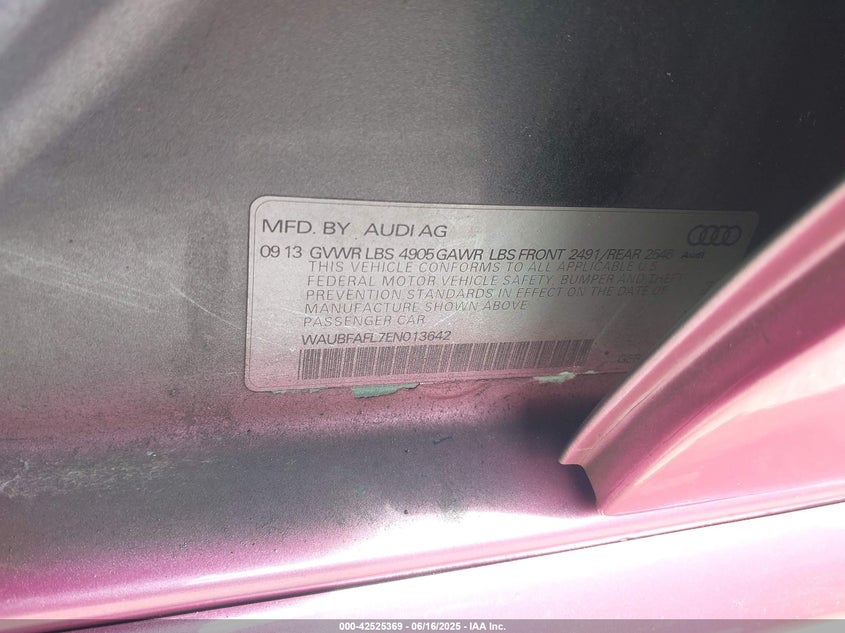 MFD. BY AUDI AG
09 13 GVWR LBS 4905 GAWR LBS FRONT 2491/REAR 2546 Audi
THIS VEHICLE CONFORMS TO ALL APPLICABLE U.S.
FEDERAL MOTOR VEHICLE SAFETY, BUMPER AND THEFT
PREVENTION STANDARDS IN EFFECT ON THE DATE OF
MANUFACTURE SHOWN ABOVE
PASSENGER CAR
WAUBFAFL7EN013642
000-42525369 - 06/16/2025 - IAA Inc.